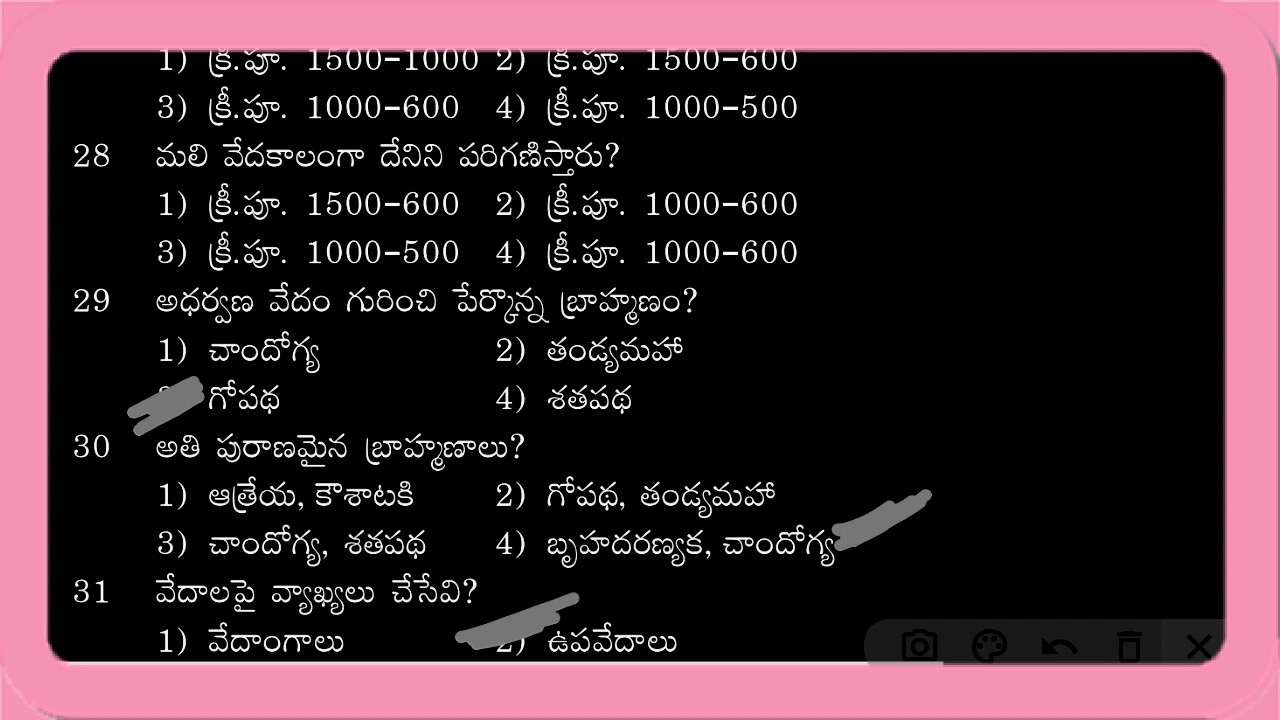 1) క్రీ.పూ. 1500-1000 2) క్రీ.పూ. 1500-600
3) క్రీ.పూ. 1000-600 4) క్రీ.పూ. 1000-500
28 మలి వేదకాలంగా దేనిని పరిగణిస్తారు?
1) క్రీ.పూ. 1500-600 2) క్రీ.పూ. 1000-600
3) క్రీ.పూ. 1000-500 4) క్రీ.పూ. 1000-600
29 అధర్వణ వేదం గురించి పేర్కొన్న బ్రాహ్మణం?
1) చాందోగ్య 2) తండ్యమహా
గోపథ 4) శతపథ
30 అతి పురాణమైన బ్రాహ్మణాలు?
1) ఆత్రేయ, కౌశాటకి 2) గోపథ, తండ్యమహా
3) చాందోగ్య, శతపథ 4) బృహదరణ్యక, చాందోగ్య
31 వేదాలపై వ్యాఖ్యలు చేసేవి?
1) వేదాంగాలు 2) ఉపవేదాలు